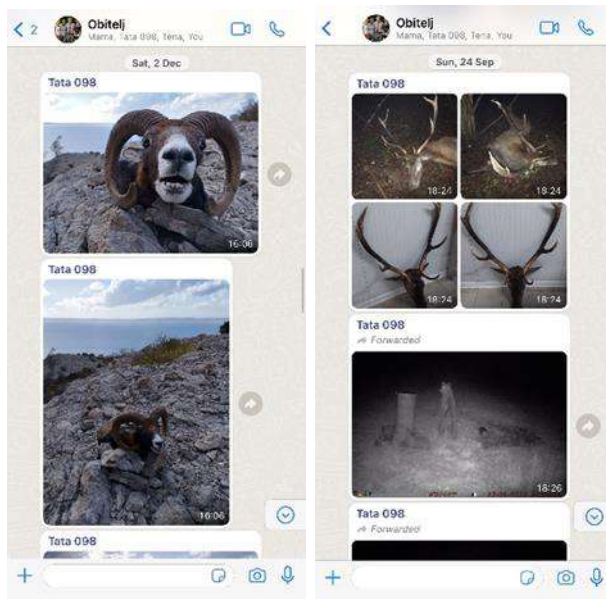 2
Obitelj
Mama, Tata 098, Tena, You
Sat, 2 Dec
Tata 098
16:06
Tata 098
16:06
Tata 098
Obitelj
Mama, Tata 098, Tena, You
Sun, 24 Sep
Tata 098
18:24
18:24
18:24
18:24
Tata 098
Forwarded
18:26
Tata 098
Forwarded